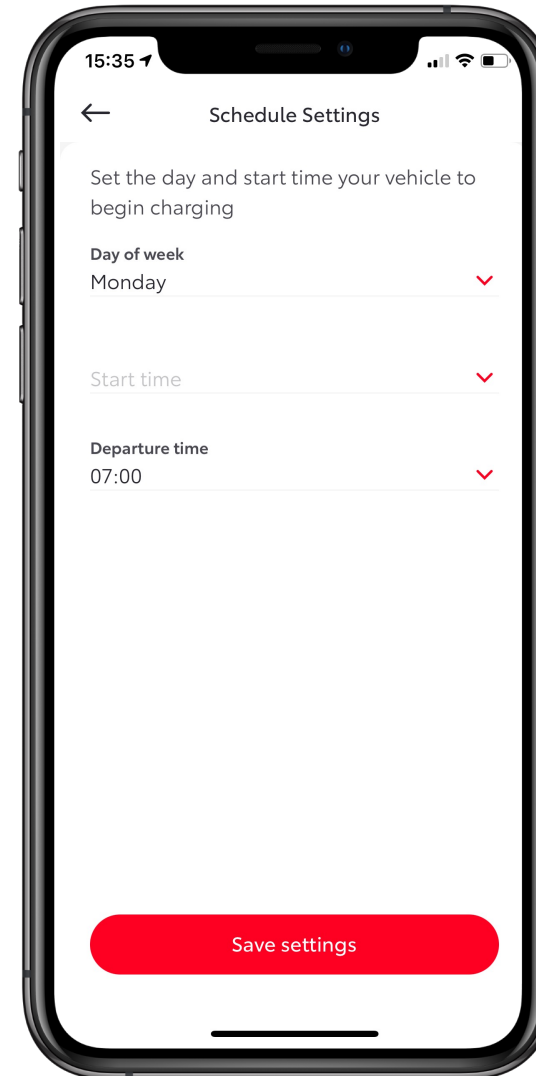 15:35
Schedule Settings
Set the day and start time your vehicle to
begin charging
Day of week
Monday
Start time
Departure time
07:00
Save settings